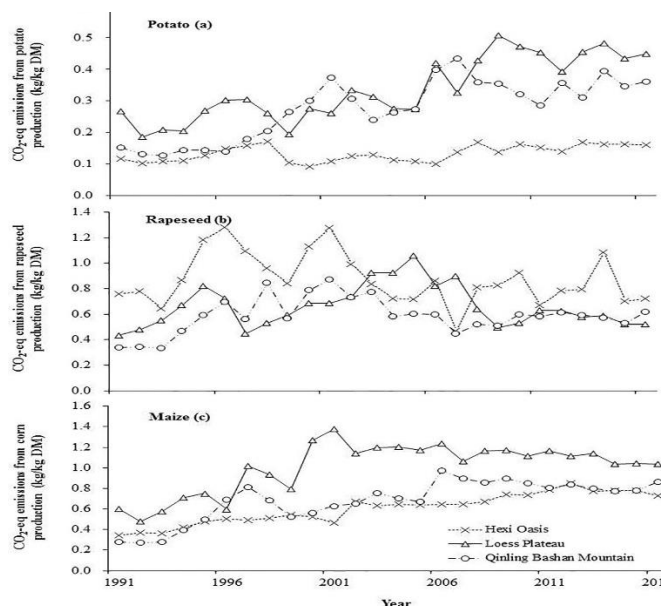 Potato (a)
CO2-eq emissions from potato
production (kg/kg DM)
0.5
0.4
0.3
0.2
0.1
0.0
Rapeseed (b)
CO2-eq emissions from rapeseed
production (kg/kg DM)
1.4
1.2
1.0
0.8
0.6
0.4
0.2
0.0
Maize (c)
CO2-eq emissions from corn
production (kg/kg DM)
1.6
1.4
1.2
1.0
0.8
0.6
0.4
0.2
0.0
Hexi Oasis
Loess Plateau
Qinling Bashan Mountain
1991 1996 2001 2006 2011 201
Year